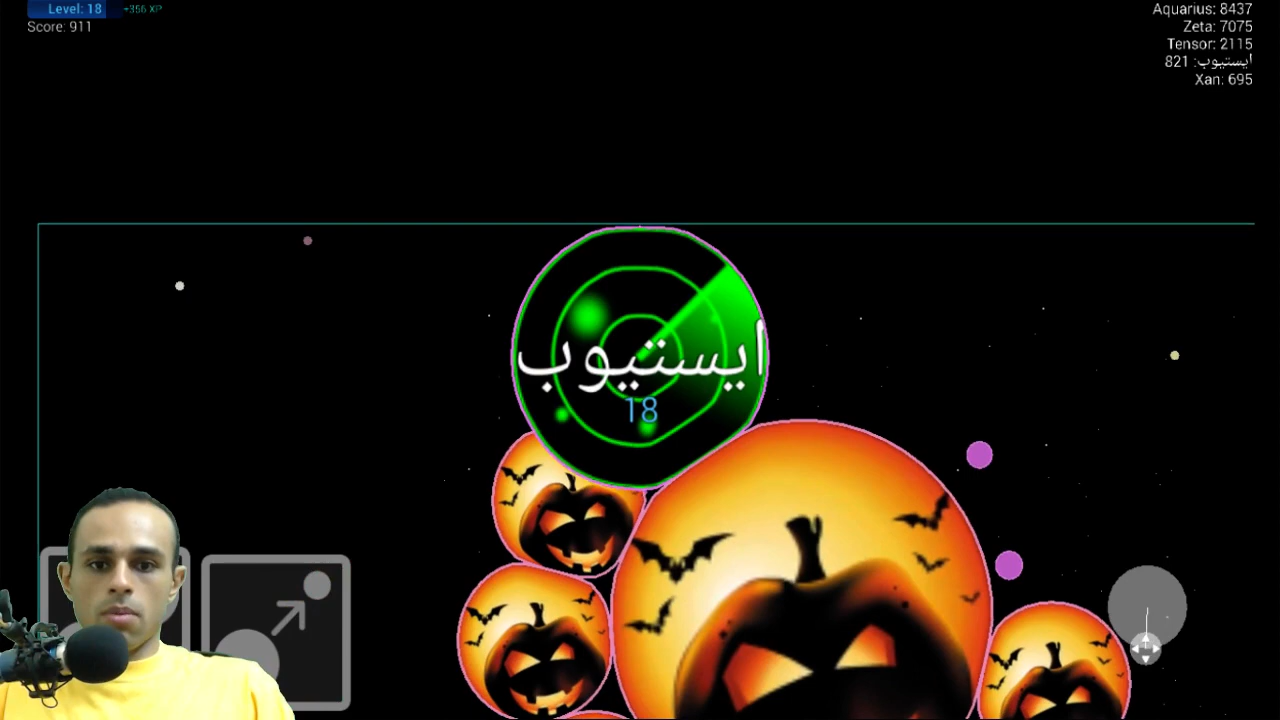 Level: 18
+356 XP
Score: 911
Aquarius: 8437
Zeta: 7075
Tensor: 2115
ايستيوب: 821
Xan: 695
ايستيوب
18